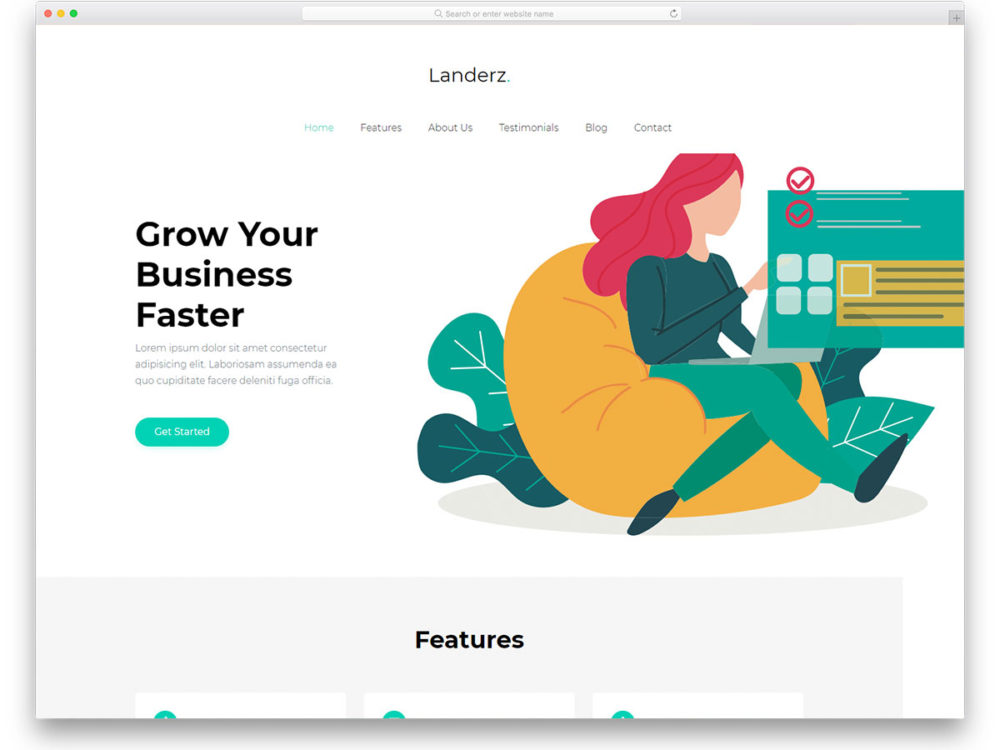 Search or enter website name
Landerz.
Home Features About Us Testimonials Blog Contact
Grow Your
Business
Faster
Lorem ipsum dolor sit amet consectetur
adipisicing elit. Laboriosam assumenda ea
quo cupiditate facere deleniti fuga officia.
Get Started
Features